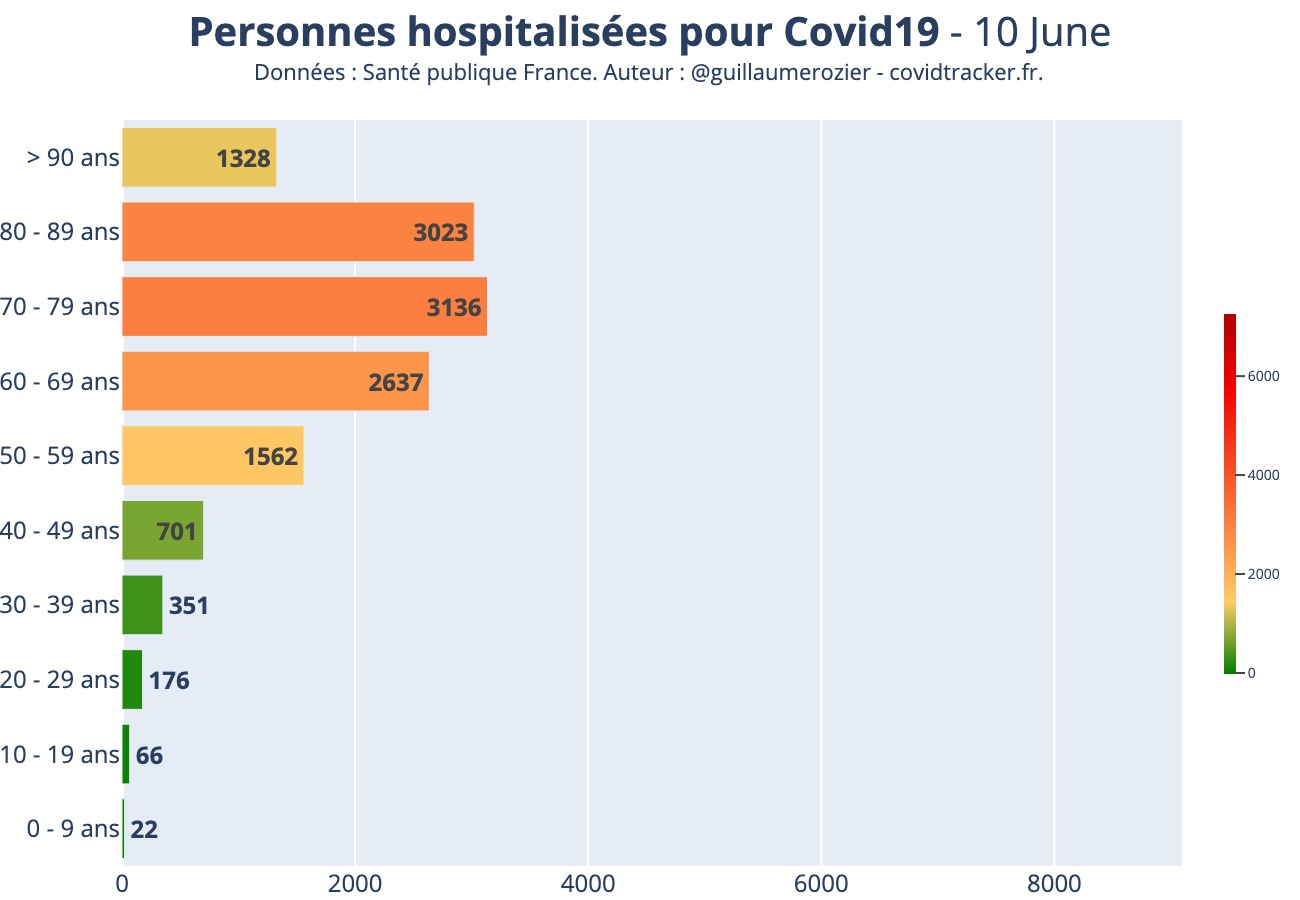 Personnes hospitalisées pour Covid19 - 10 June
Données : Santé publique France. Auteur : @guillaumerozier - covidtracker.fr.
> 90 ans 1328
80 - 89 ans 3023
70 - 79 ans 3136
60 - 69 ans 2637
50 - 59 ans 1562
40 - 49 ans 701
30 - 39 ans 351
20 - 29 ans 176
10 - 19 ans 66
0 - 9 ans 22
0 2000 4000 6000 8000
6000
4000
2000
0